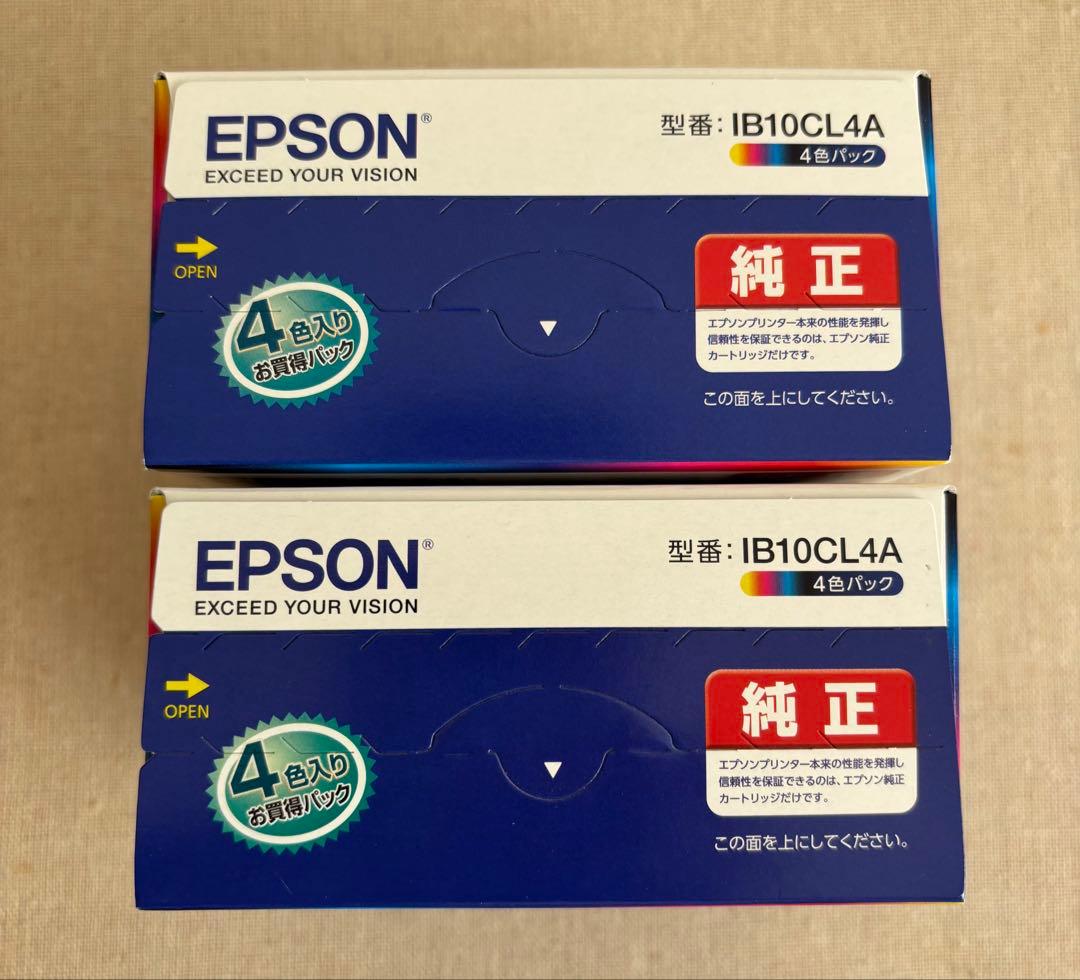 EPSON®
EXCEED YOUR VISION
型番：IB10CL4A
4色パック
OPEN
4色入り
お買得パック
純正
エプソンプリンター本来の性能を発揮し
信頼性を保証できるのは、エプソン純正
カートリッジだけです。
この面を上にしてください。
EPSON®
EXCEED YOUR VISION
型番：IB10CL4A
4色パック
OPEN
4色入り
お買得パック
純正
エプソンプリンター本来の性能を発揮し
信頼性を保証できるのは、エプソン純正
カートリッジだけです。
この面を上にしてください。